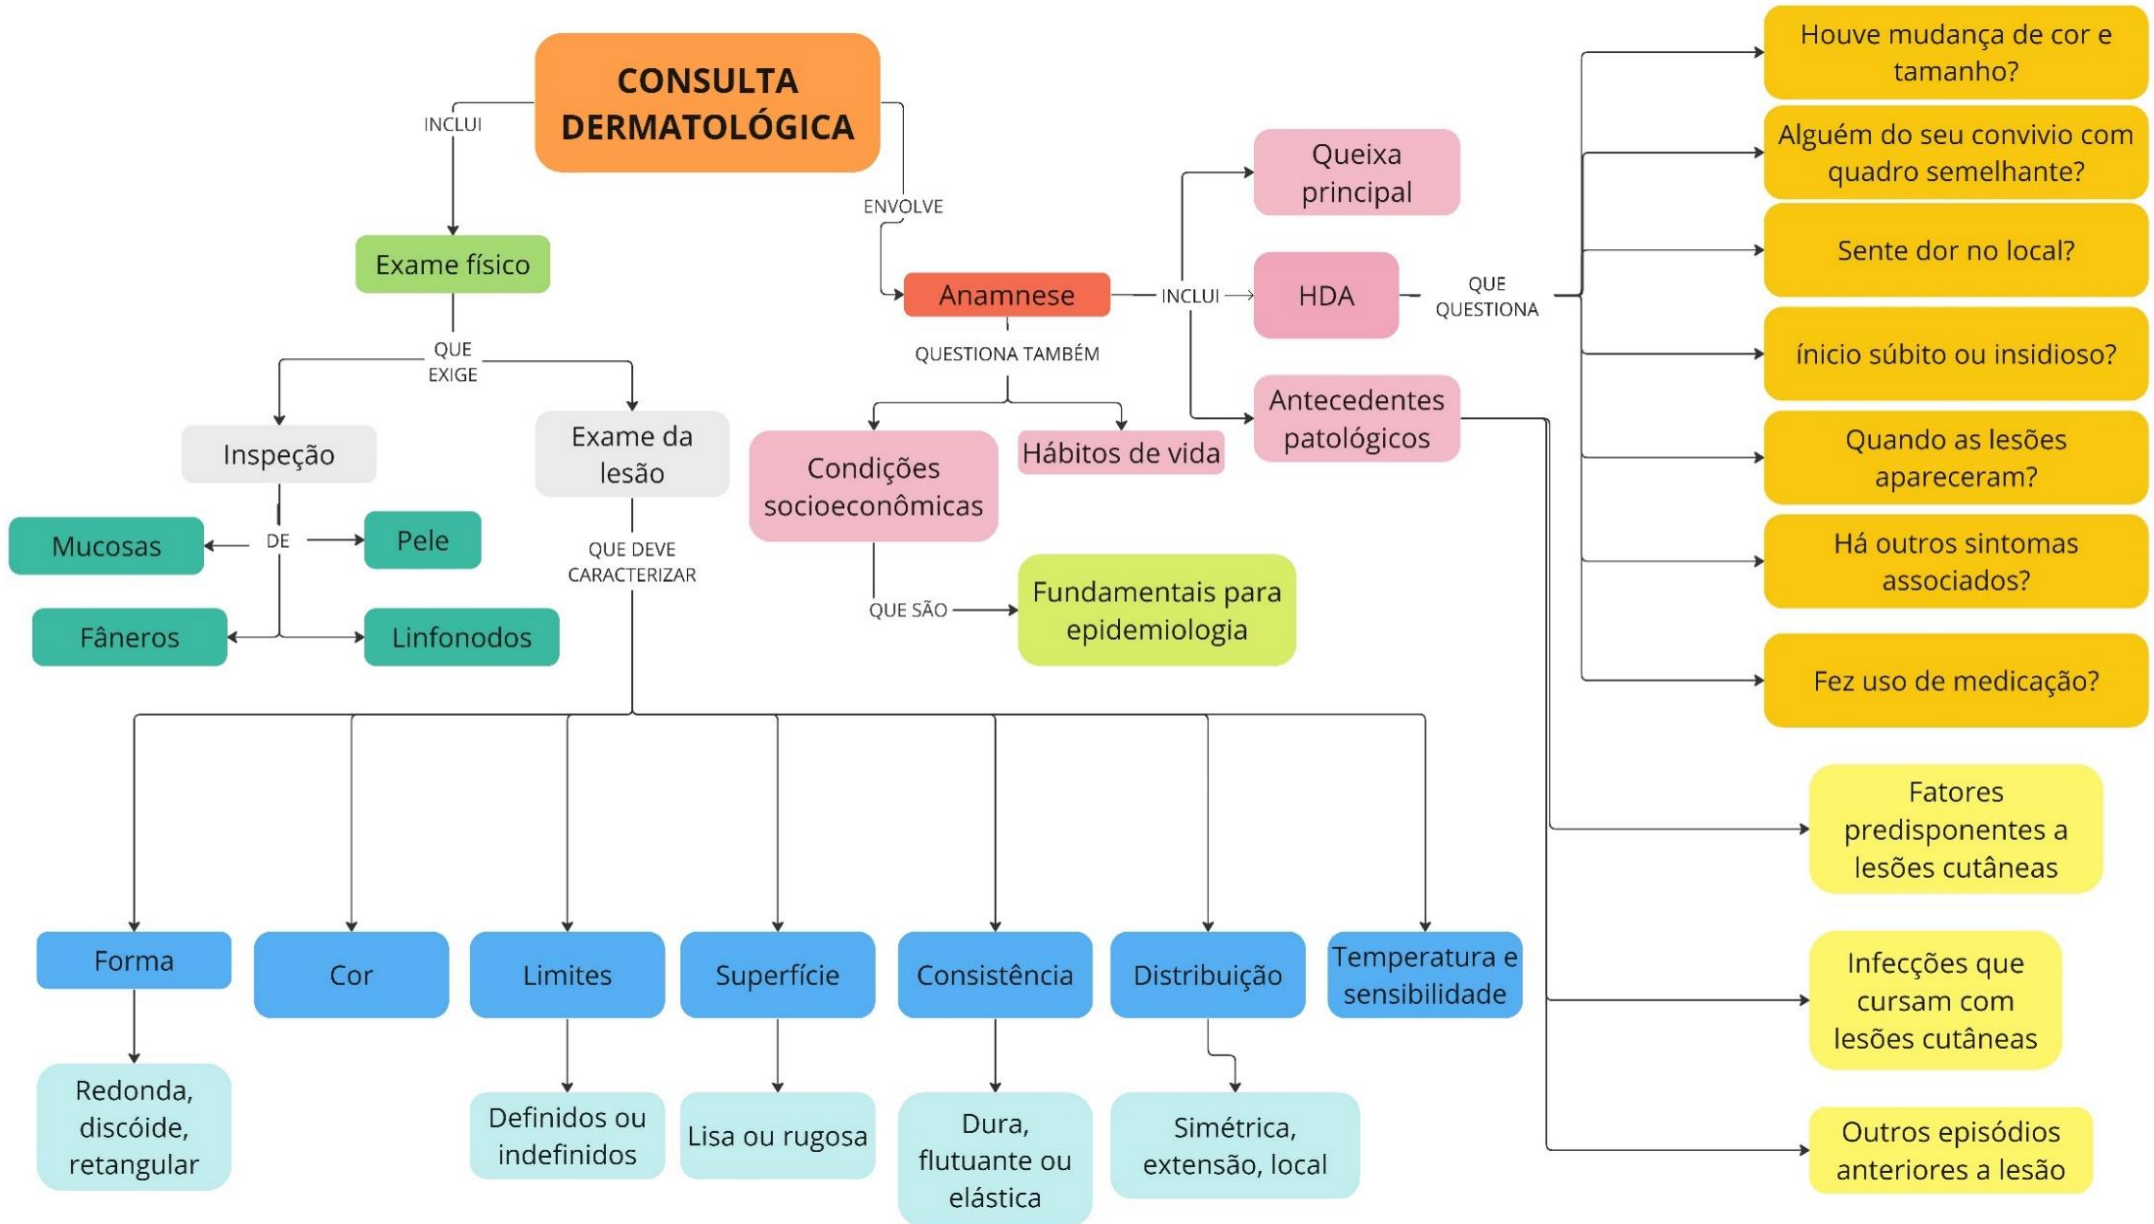 CONSULTA
DERMATOLÓGICA
INCLUI
ENVOLVE
Exame físico
QUE
EXIGE
Inspeção
DE
Mucosas
Pele
Fâneros
Linfonodos
Exame da
lesão
QUE DEVE
CARACTERIZAR
Forma
Redonda,
discóide,
retangular
Cor
Limites
Definidos ou
indefinidos
Superfície
Lisa ou rugosa
Consistência
Dura,
flutuante ou
elástica
Distribuição
Simétrica,
extensão, local
Temperatura e
sensibilidade
Anamnese
QUESTIONA TAMBÉM
Condições
socioeconômicas
Hábitos de vida
QUE SÃO
Fundamentais para
epidemiologia
INCLUI
Queixa
principal
HDA
Antecedentes
patológicos
QUE
QUESTIONA
Houve mudança de cor e
tamanho?
Alguém do seu convivio com
quadro semelhante?
Sente dor no local?
ínicio súbito ou insidioso?
Quando as lesões
apareceram?
Há outros sintomas
associados?
Fez uso de medicação?
Fatores
predisponentes a
lesões cutâneas
Infecções que
cursam com
lesões cutâneas
Outros episódios
anteriores a lesão